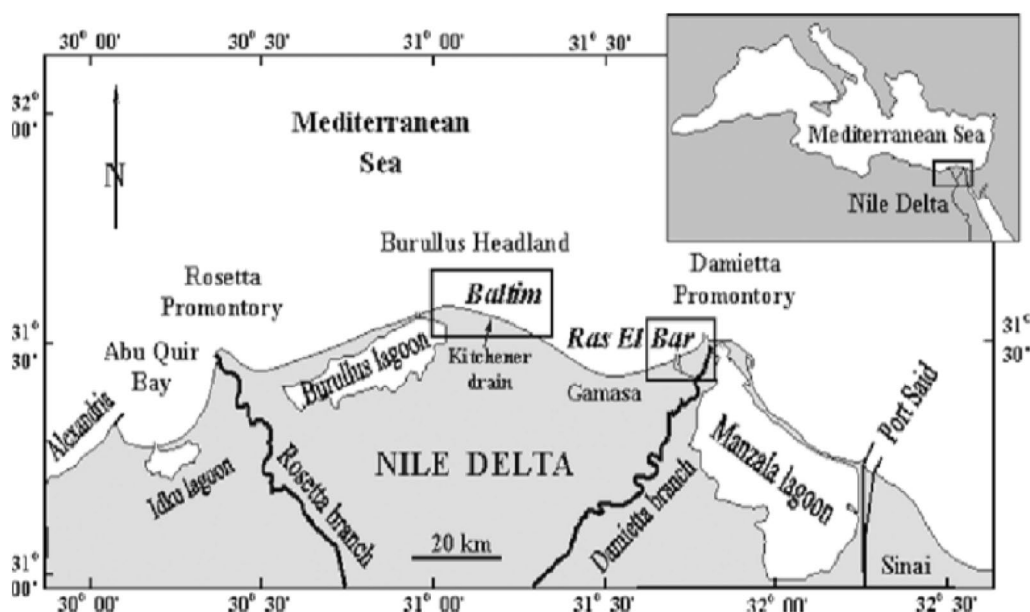 30° 00'
30° 30'
31° 00'
31° 30'
32° 00'
N
Mediterranean
Sea
Mediterranean Sea
Nile Delta
Burullus Headland
Rosetta
Promontory
Damietta
Promontory
Baltim
Ras El Bar
31° 30'
31° 30'
Abu Quir
Bay
Burullus lagoon
Kitchener
drain
Gamasa
Alexandria
Port Said
Idku lagoon
Rosetta branch
NILE DELTA
Damietta branch
Manzala lagoon
20 km
Sinai
31° 00'
31° 00'
30° 00'
30° 30'
31° 00'
31° 30'
32° 00'
32° 30'